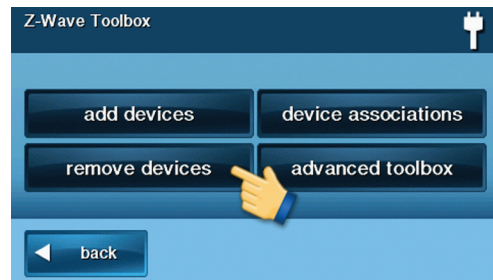 Z-Wave Toolbox
add devices
device associations
remove devices
advanced toolbox
back